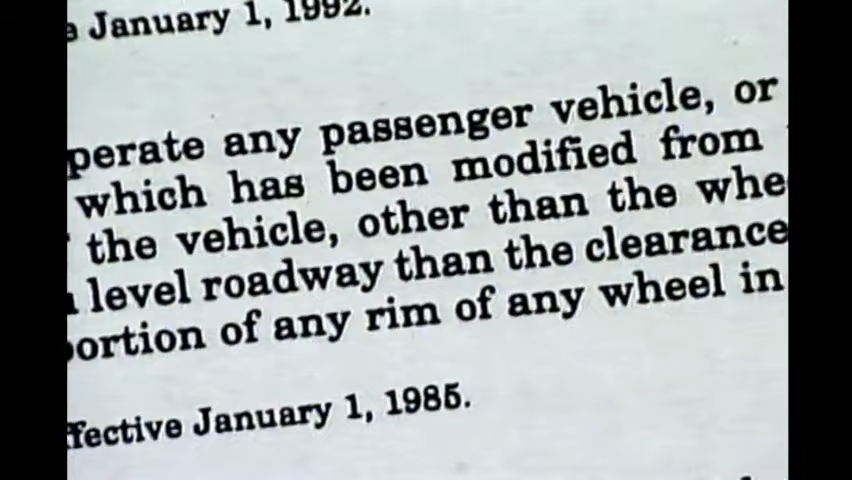 January 1, 1992.
perate any passenger vehicle, or
which has been modified from
the vehicle, other than the whe
level roadway than the clearance
ortion of any rim of any wheel in
ffective January 1, 1985.